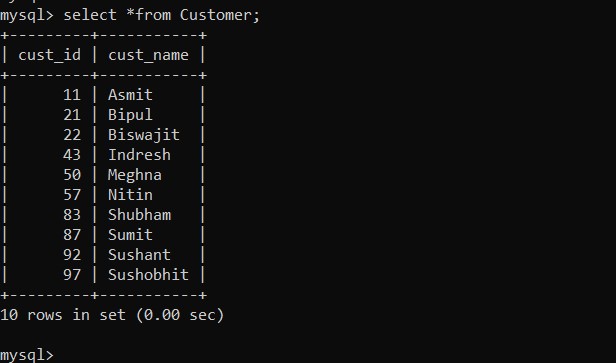 mysql> select *from Customer;
+---------+-----------+
| cust_id | cust_name |
+---------+-----------+
|      11 | Asmit     |
|      21 | Bipul     |
|      22 | Biswajit  |
|      43 | Indresh   |
|      50 | Meghna    |
|      57 | Nitin     |
|      83 | Shubham   |
|      87 | Sumit     |
|      92 | Sushant   |
|      97 | Sushobhit |
+---------+-----------+
10 rows in set (0.00 sec)
mysql>